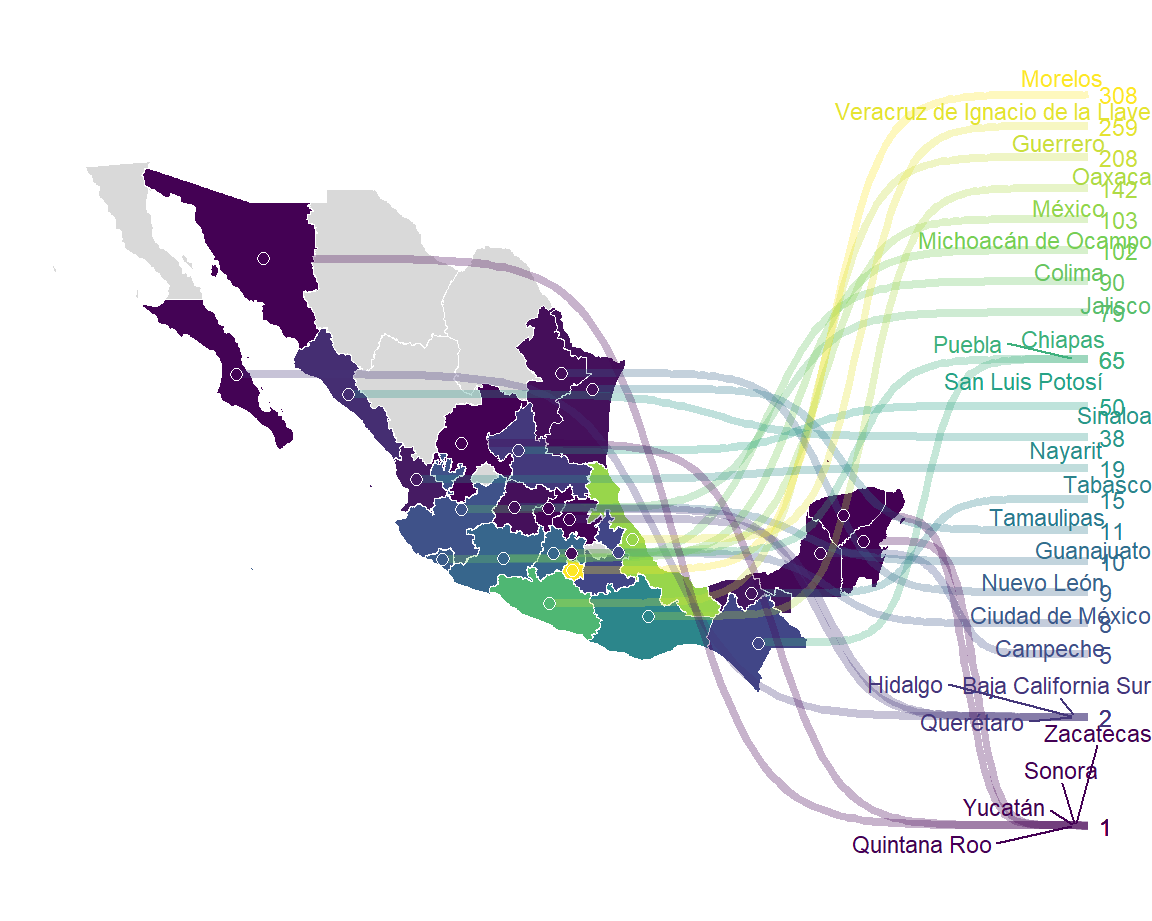 Morelos
308
Veracruz de Ignacio de la Llave
259
Guerrero
208
Oaxaca
142
México
103
Michoacán de Ocampo
102
Colima
90
Jalisco
79
Chiapas
Puebla
65
San Luis Potosí
50
Sinaloa
38
Nayarit
19
Tabasco
15
Tamaulipas
11
Guanajuato
10
Nuevo León
9
Ciudad de México
8
Campeche
5
Hidalgo
Baja California Sur
2
Querétaro
Zacatecas
Sonora
Yucatán
1
Quintana Roo